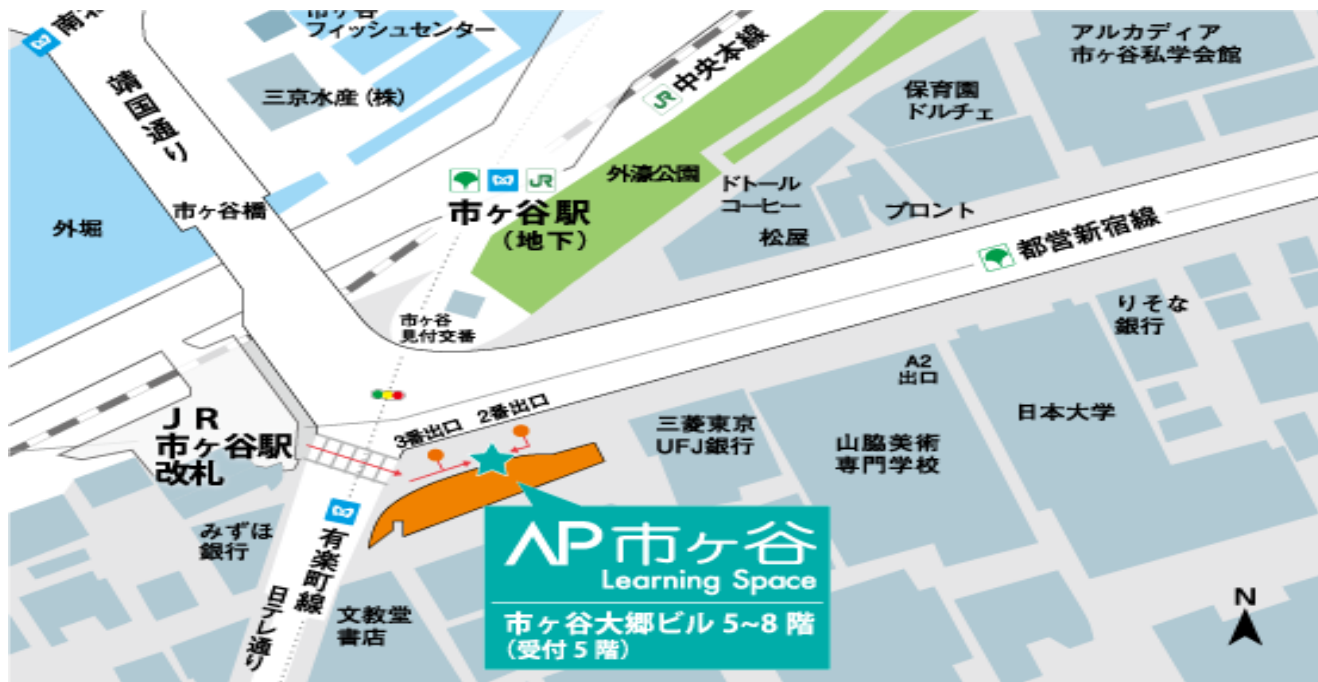 南北
市ヶ谷
フィッシュセンター
アルカディア
市ヶ谷私学会館
靖国通り
三京水産(株)
JR中央本線
保育園
ドルチェ
外濠公園
ドトール
コーヒー
JR
市ヶ谷駅
(地下)
外堀
市ヶ谷橋
松屋
プロント
都営新宿線
りそな
銀行
市ヶ谷
見付交番
A2
出口
JR
市ヶ谷駅
改札
3番出口
2番出口
三菱東京
UFJ銀行
山脇美術
専門学校
日本大学
みずほ
銀行
有楽町線
日テレ通り
文教堂
書店
AP市ヶ谷
Learning Space
市ヶ谷大郷ビル 5~8 階
(受付 5 階)
N